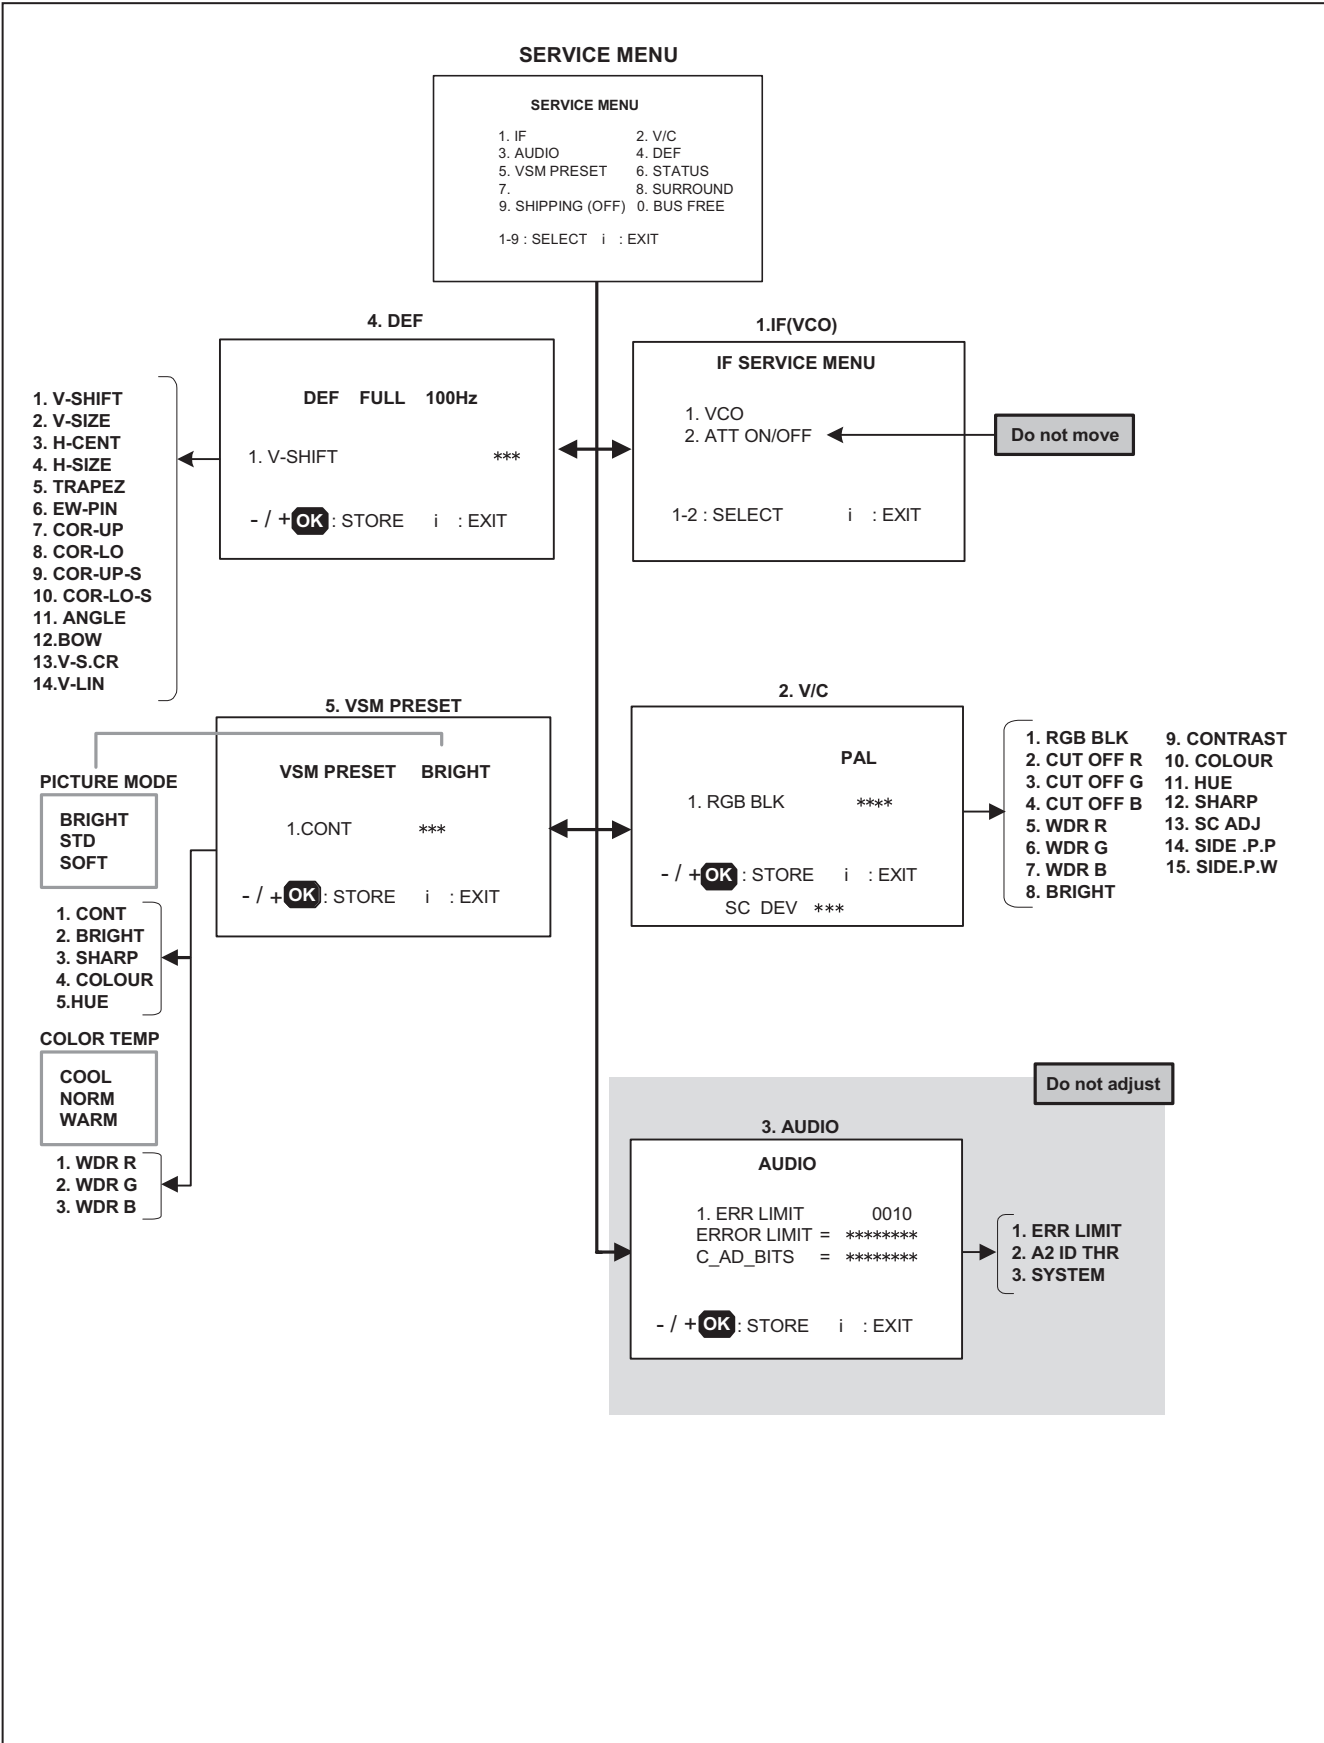 SERVICE MENU
SERVICE MENU
1. IF 2. V/C
3. AUDIO 4. DEF
5. VSM PRESET 6. STATUS
7. 8. SURROUND
9. SHIPPING (OFF) 0. BUS FREE
1-9 : SELECT i : EXIT
4. DEF
DEF FULL 100Hz
1. V-SHIFT ***
- / + OK : STORE i : EXIT
1. V-SHIFT
2. V-SIZE
3. H-CENT
4. H-SIZE
5. TRAPEZ
6. EW-PIN
7. COR-UP
8. COR-LO
9. COR-UP-S
10. COR-LO-S
11. ANGLE
12.BOW
13.V-S.CR
14.V-LIN
1.IF(VCO)
IF SERVICE MENU
1. VCO
2. ATT ON/OFF
1-2 : SELECT i : EXIT
Do not move
5. VSM PRESET
VSM PRESET BRIGHT
1.CONT ***
- / + OK : STORE i : EXIT
PICTURE MODE
BRIGHT
STD
SOFT
1. CONT
2. BRIGHT
3. SHARP
4. COLOUR
5.HUE
COLOR TEMP
COOL
NORM
WARM
1. WDR R
2. WDR G
3. WDR B
2. V/C
PAL
1. RGB BLK ****
- / + OK : STORE i : EXIT
SC DEV ***
1. RGB BLK
2. CUT OFF R
3. CUT OFF G
4. CUT OFF B
5. WDR R
6. WDR G
7. WDR B
8. BRIGHT
9. CONTRAST
10. COLOUR
11. HUE
12. SHARP
13. SC ADJ
14. SIDE .P.P
15. SIDE.P.W
Do not adjust
3. AUDIO
AUDIO
1. ERR LIMIT 0010
ERROR LIMIT = ********
C_AD_BITS = ********
- / + OK : STORE i : EXIT
1. ERR LIMIT
2. A2 ID THR
3. SYSTEM